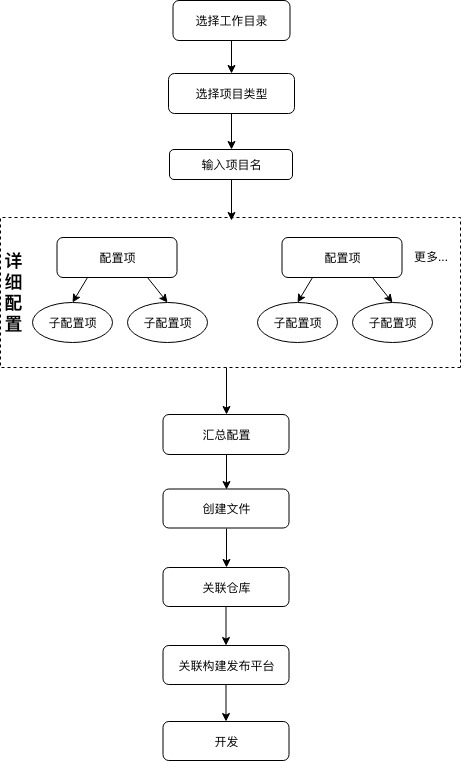 选择工作目录
选择项目类型
输入项目名
详细配置
配置项
配置项
更多...
子配置项
子配置项
子配置项
子配置项
汇总配置
创建文件
关联仓库
关联构建发布平台
开发